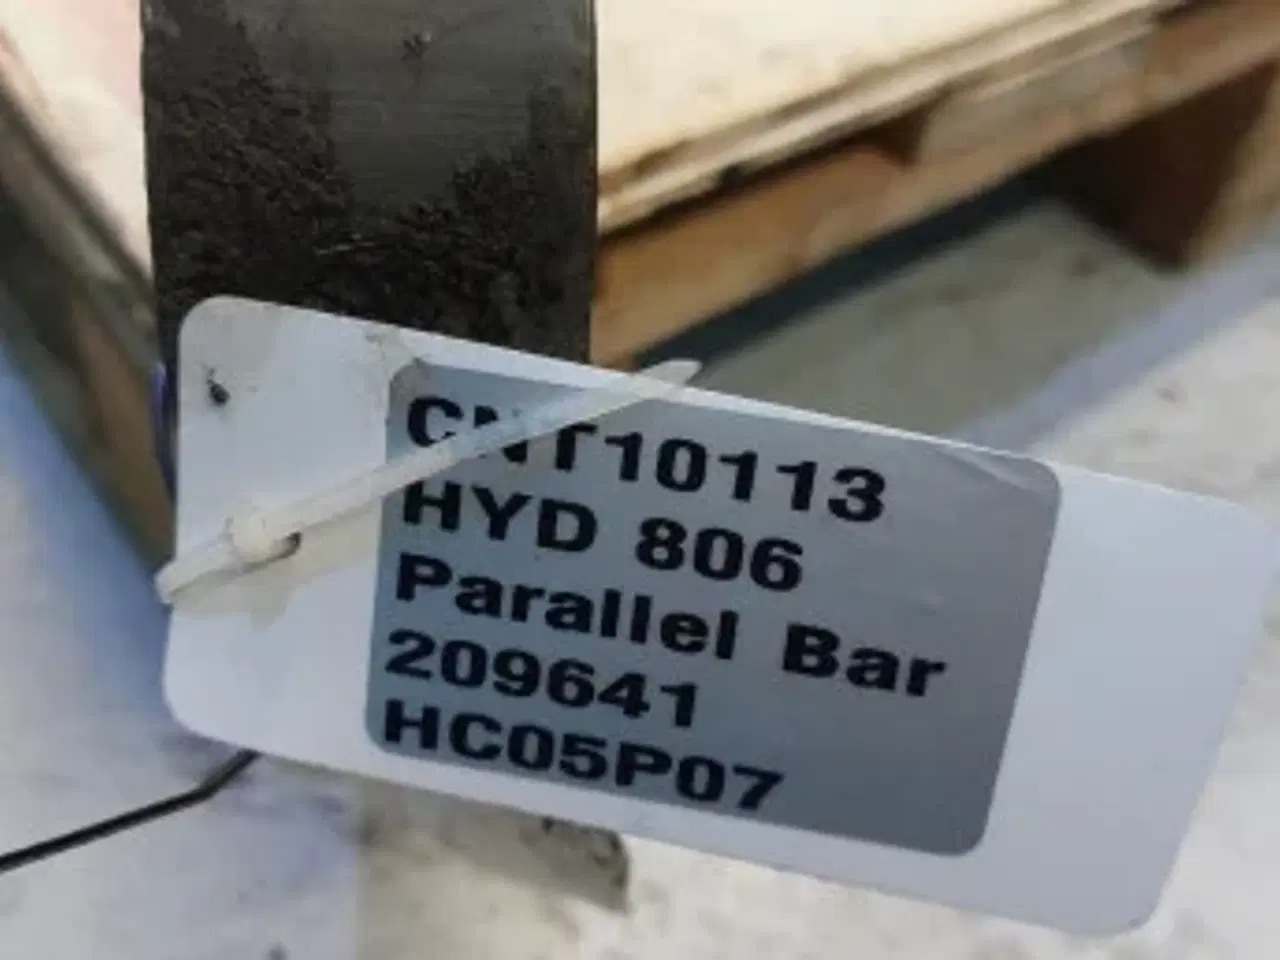 CNT10113
HYD 806
Parallel Bar
209641
HC05P07